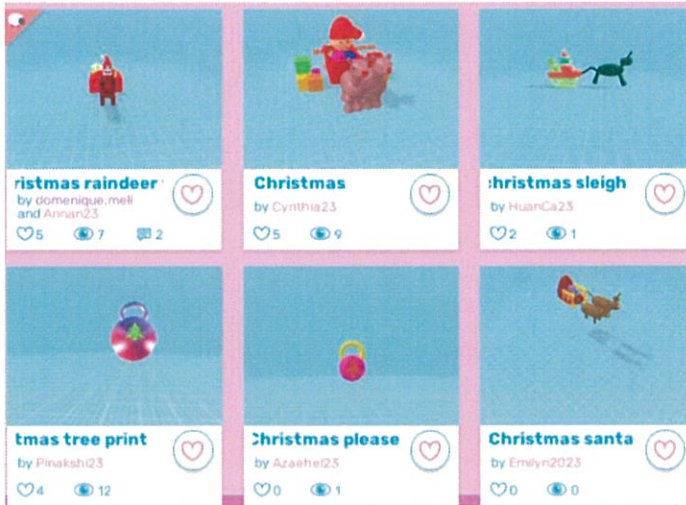 ristmas raindeer
by domenique.meli
and Annan23
5 7 2
Christmas
by Cynthia23
5 9
christmas sleigh
by HuanCa23
2 1
tmas tree print
by Pinakshi23
4 12
Christmas please
by Azaehel23
0 1
Christmas santa
by Emilyn2023
0 0